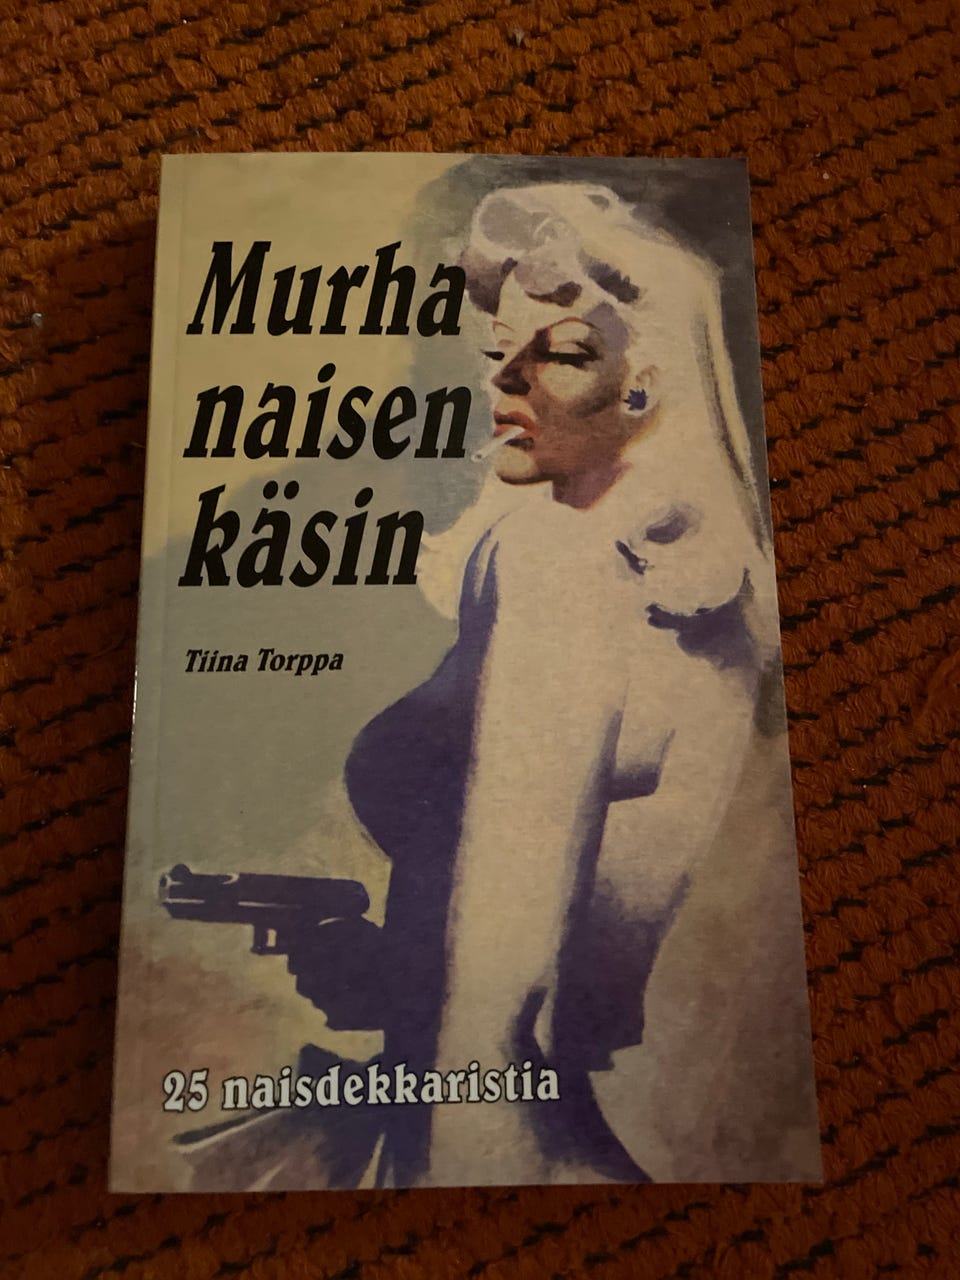 Murha
naisen
käsin
Tiina Torppa
25 naisdekkaristia